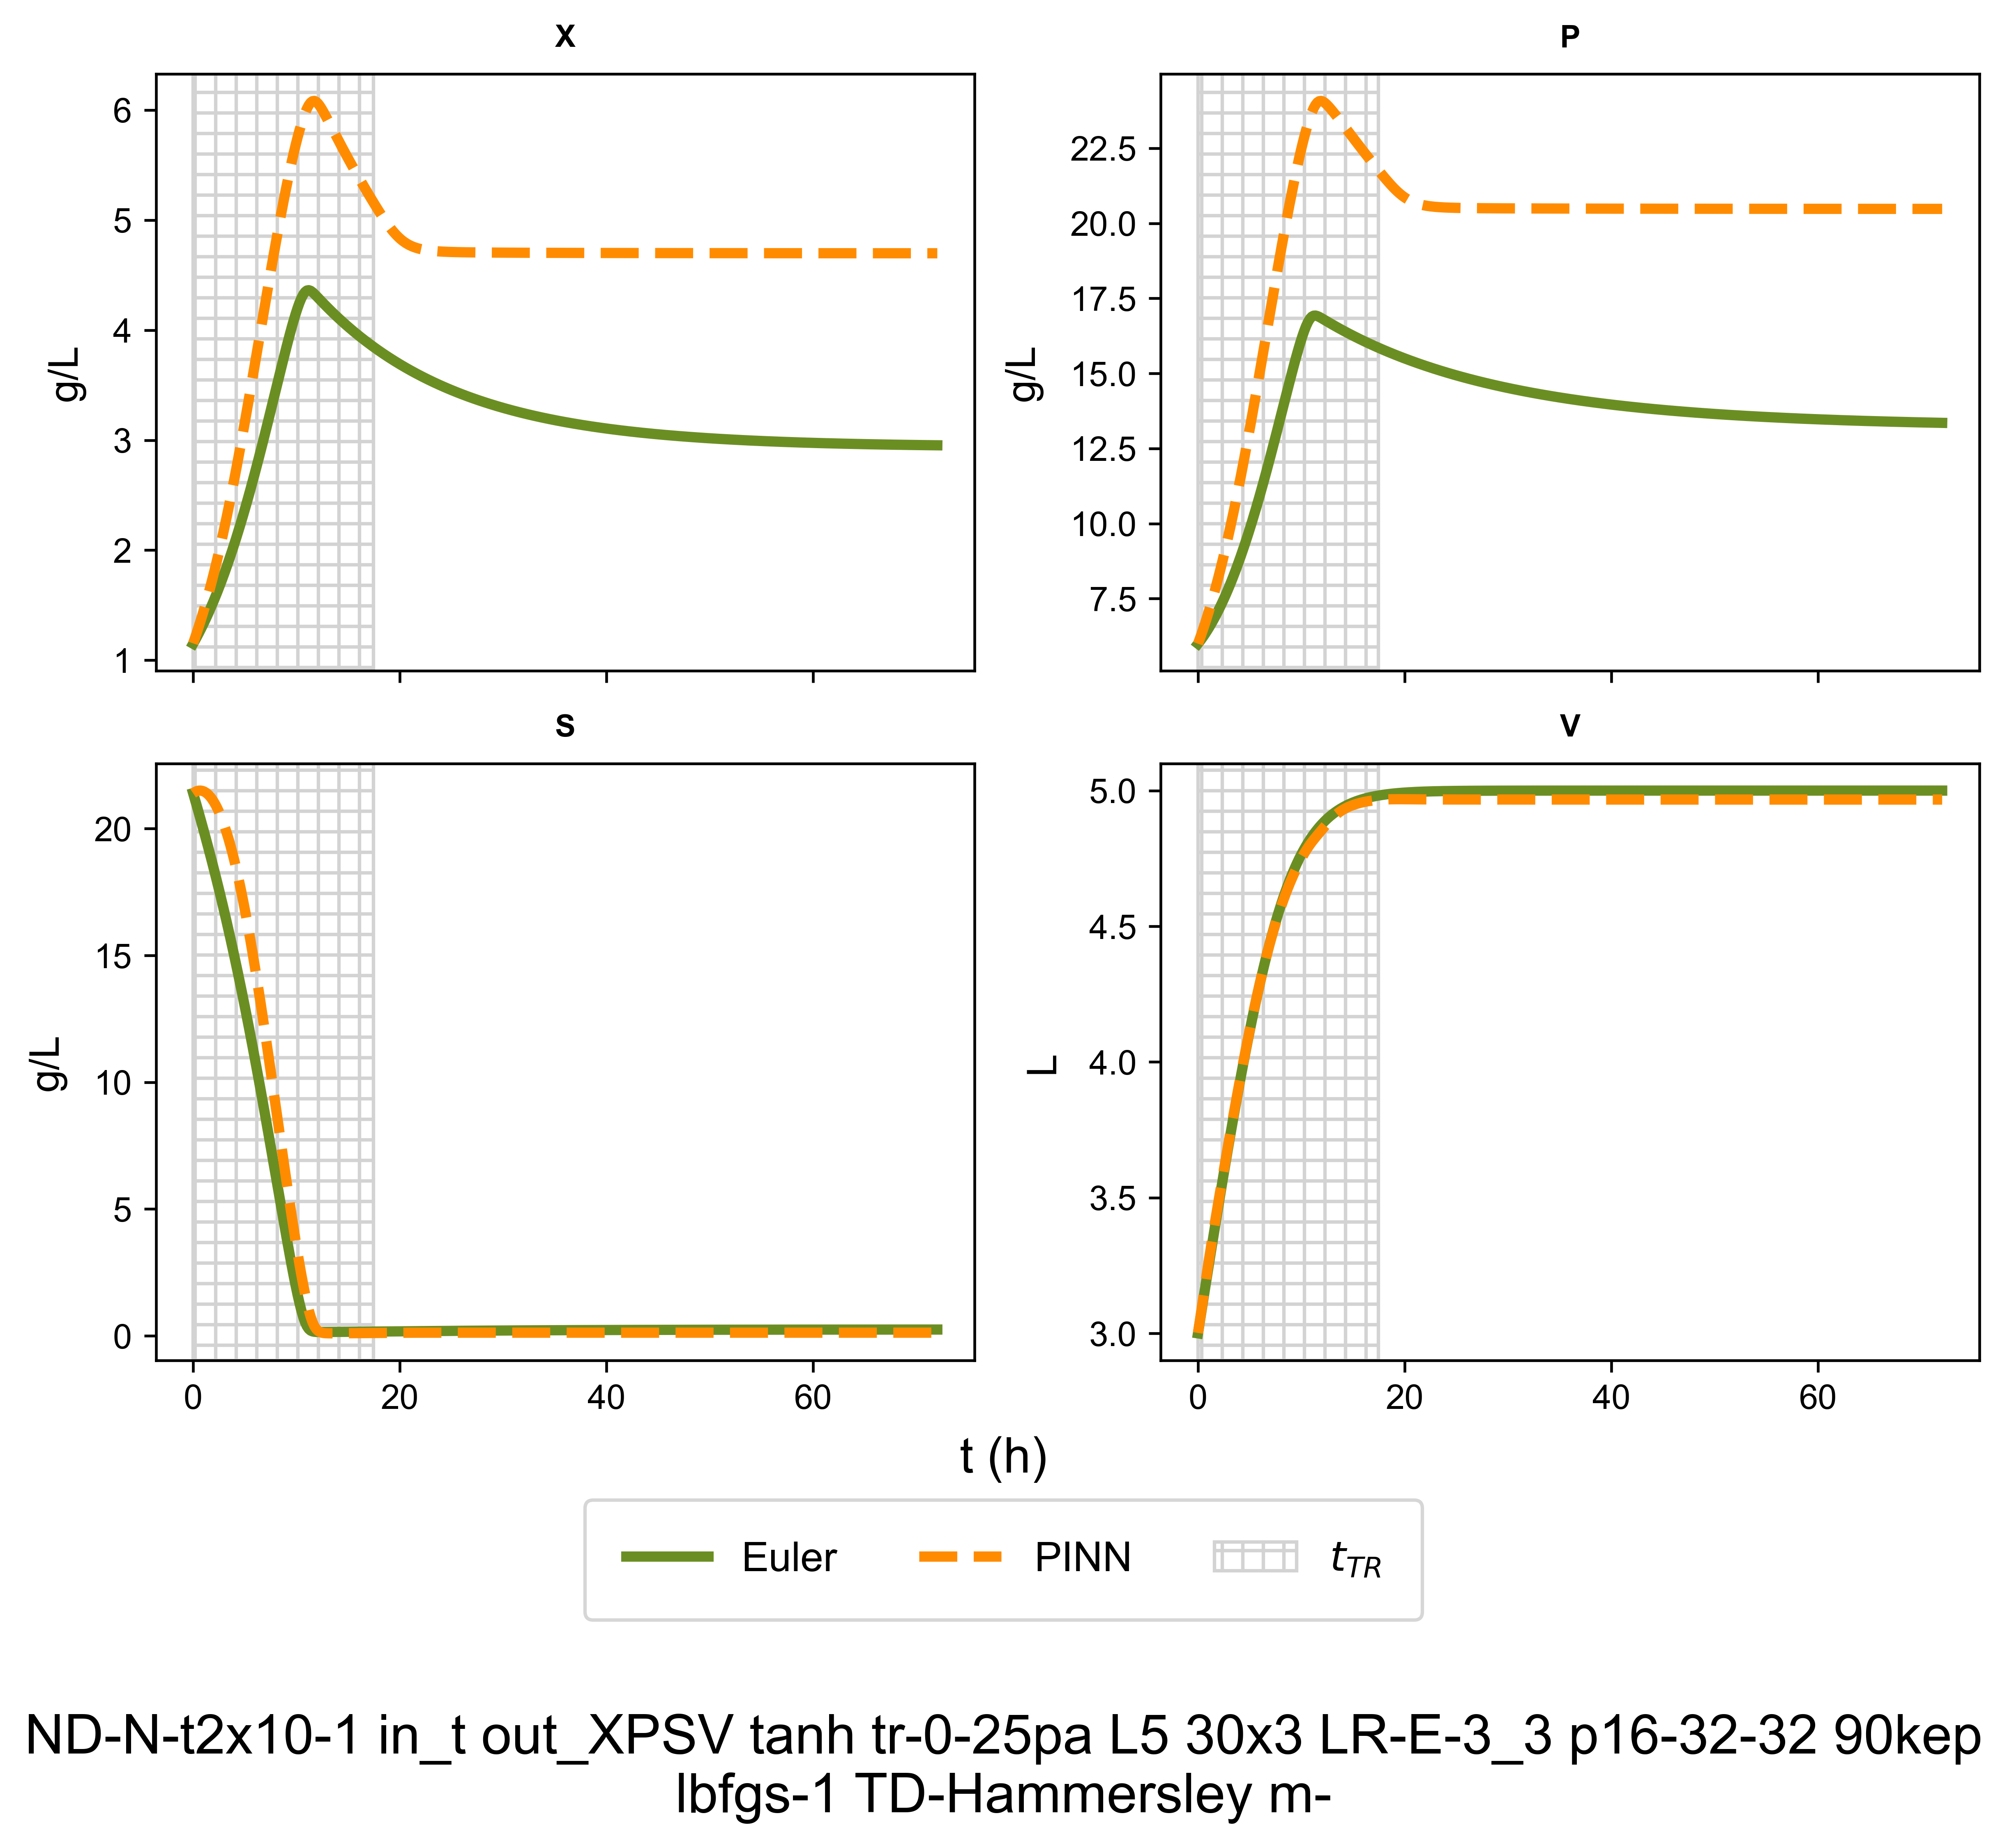 X
P
6
5
4
3
2
1
g/L
22.5
20.0
17.5
15.0
12.5
10.0
7.5
g/L
S
V
20
15
10
5
0
g/L
0
20
40
60
5.0
4.5
4.0
3.5
3.0
L
0
20
40
60
t (h)
Euler
PINN
t_{TR}
ND-N-t2x10-1 in_t out_XPSV tanh tr-0-25pa L5 30x3 LR-E-3_3 p16-32-32 90kep
lbfgs-1 TD-Hammersley m-